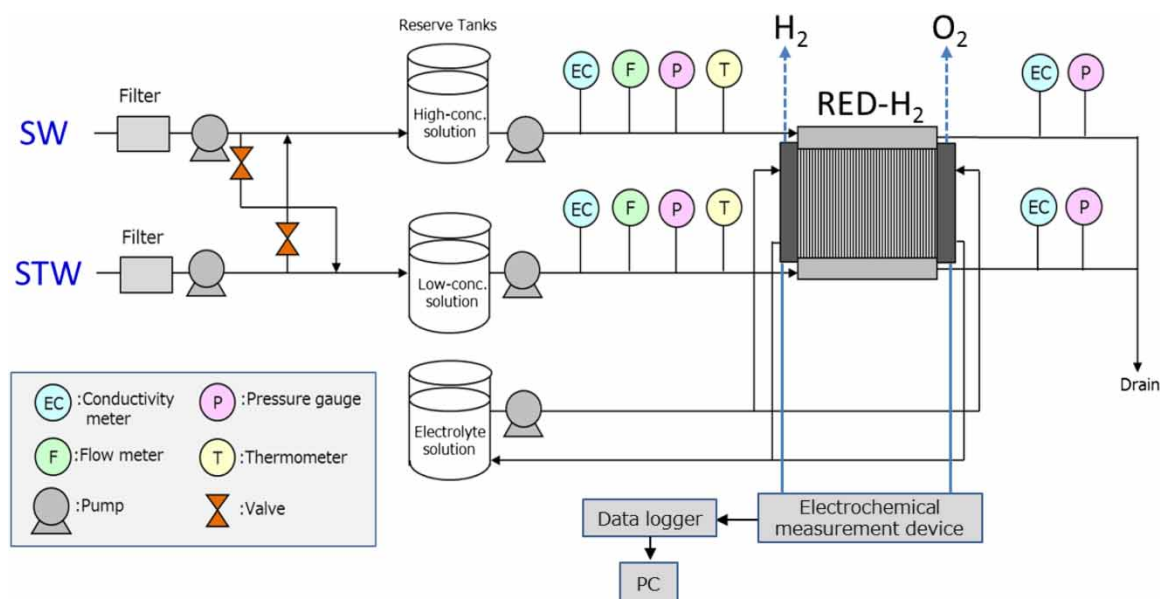 Reserve Tanks
H₂
O₂
EC
F
P
T
EC
P
Filter
High-conc.
solution
RED-H₂
SW
EC
F
P
T
EC
P
Filter
STW
Low-conc.
solution
Drain
EC :Conductivity
meter
P :Pressure gauge
F :Flow meter
T :Thermometer
:Pump
:Valve
Electrolyte
solution
Electrochemical
measurement device
Data logger
PC